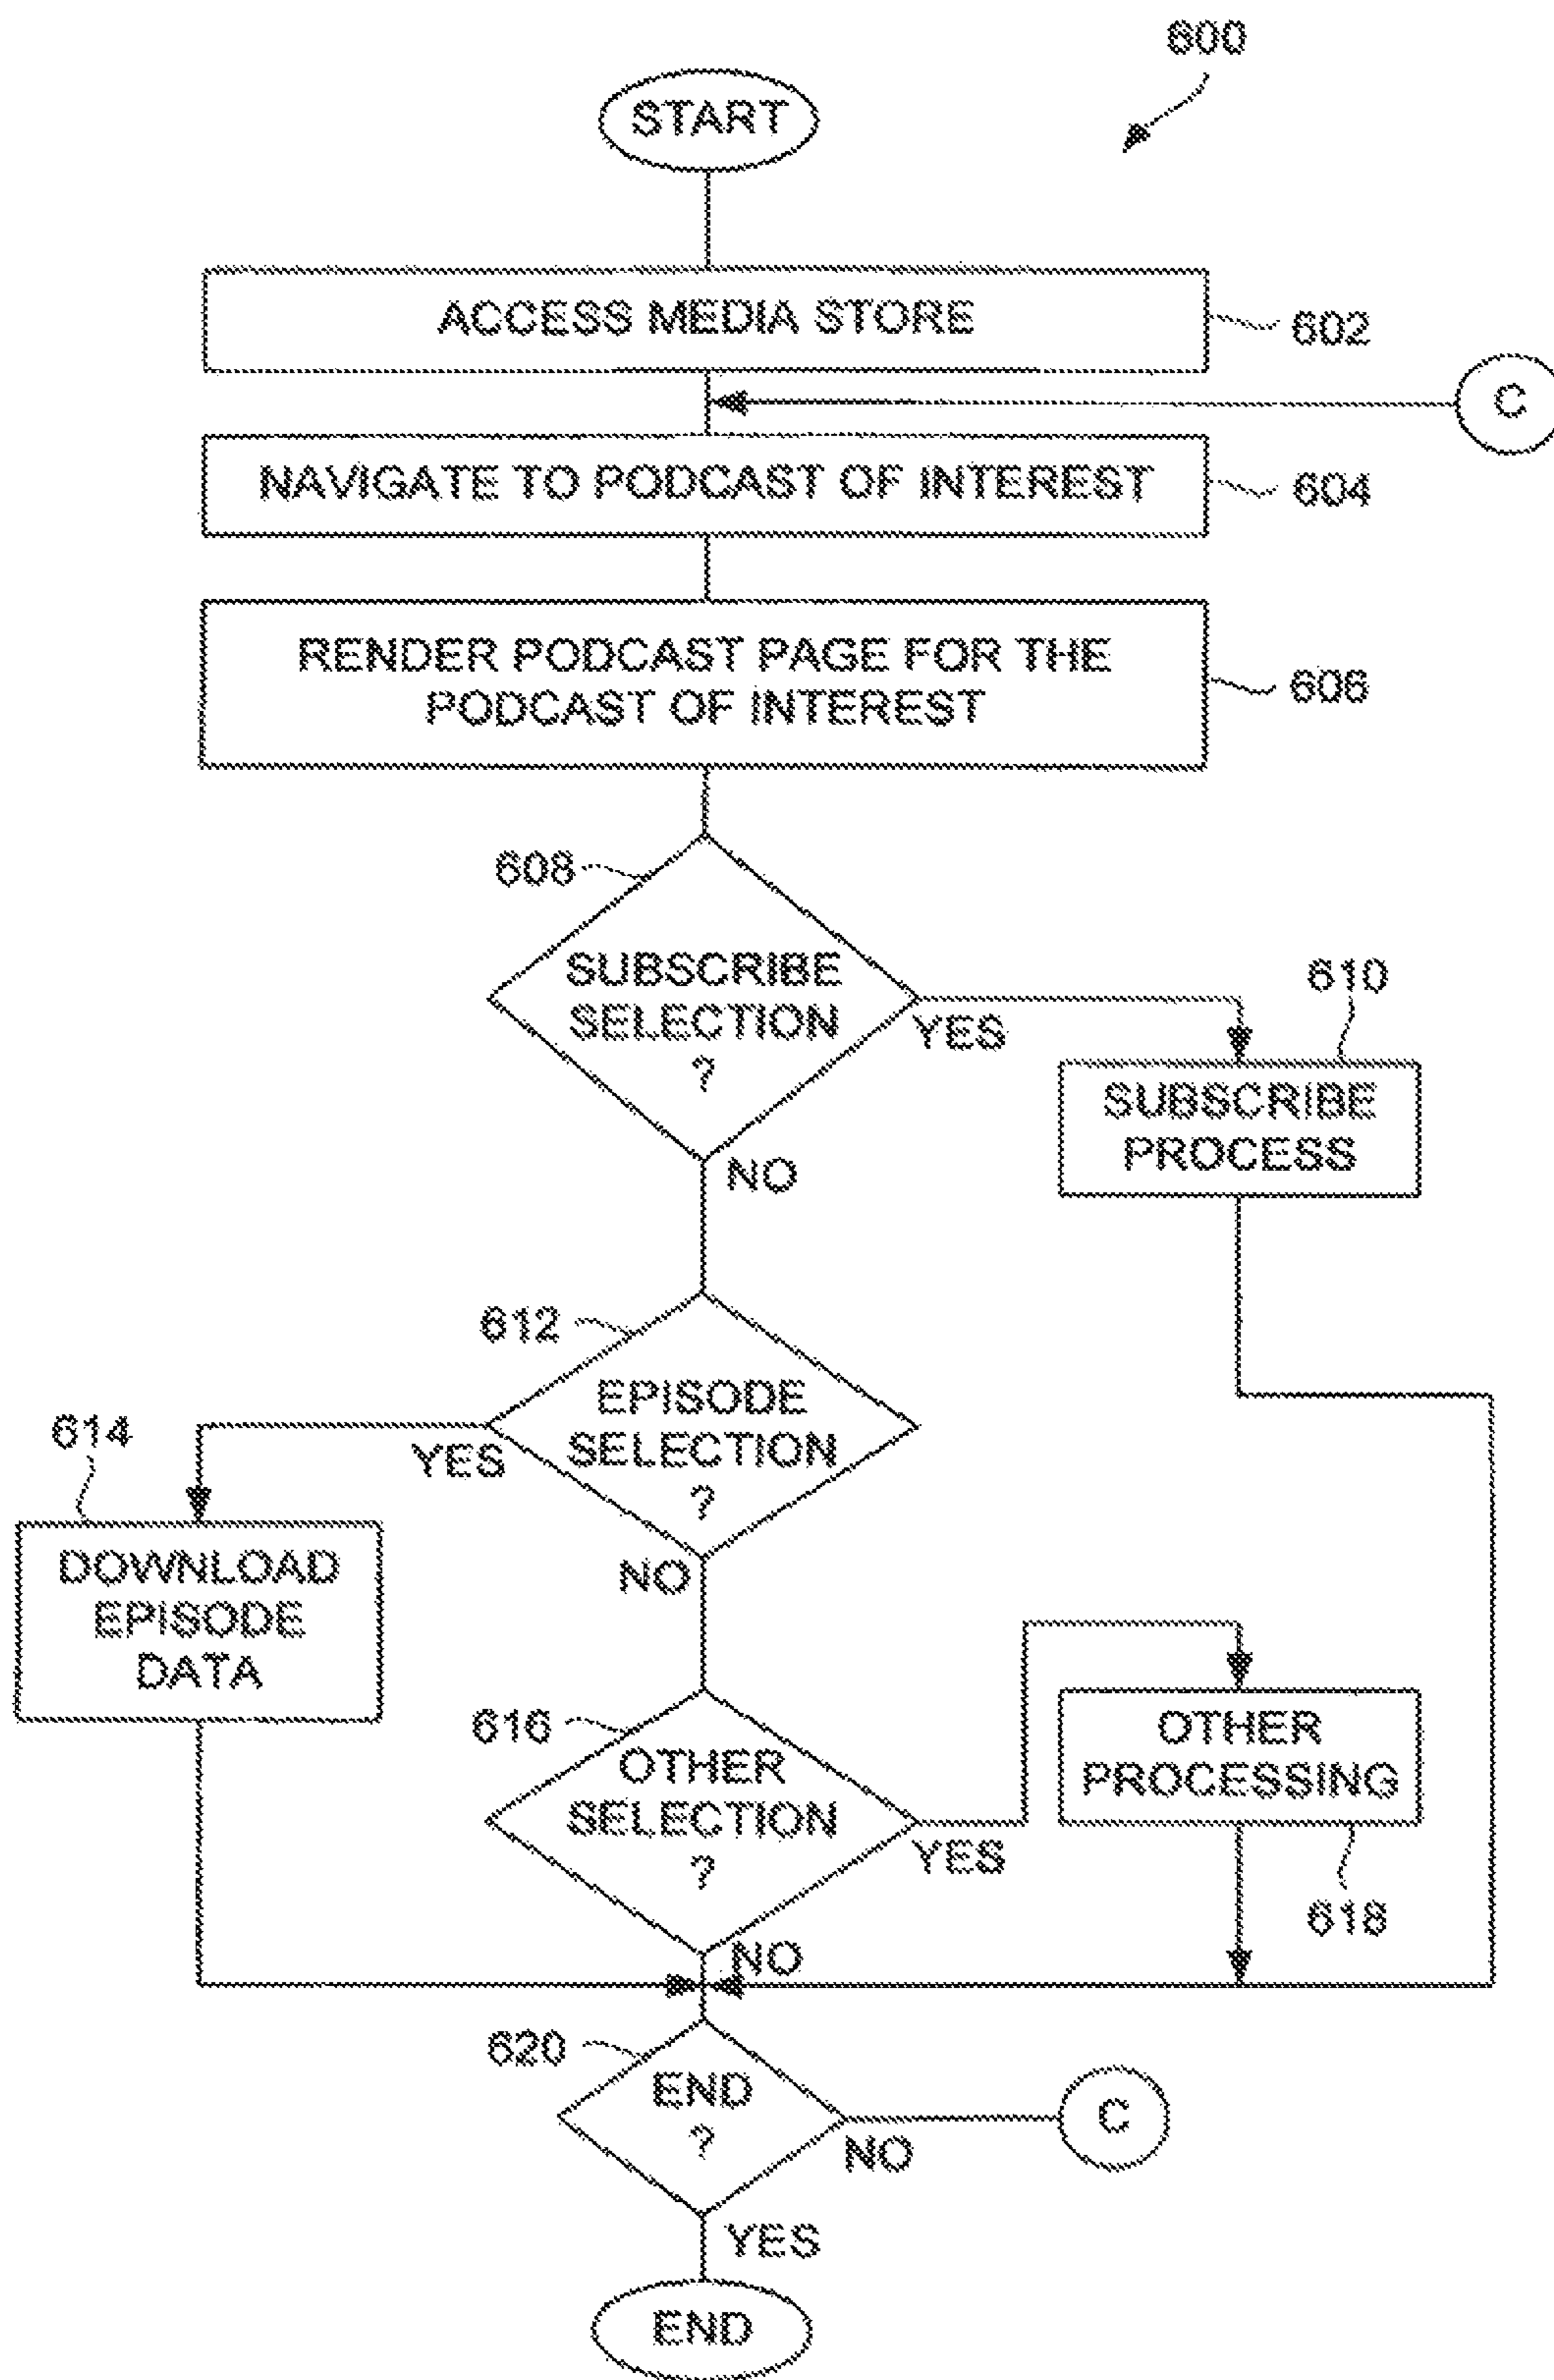 600
START
ACCESS MEDIA STORE
602
C
NAVIGATE TO PODCAST OF INTEREST
604
RENDER PODCAST PAGE FOR THE
PODCAST OF INTEREST
606
608
SUBSCRIBE
SELECTION
?
YES
610
SUBSCRIBE
PROCESS
NO
612
EPISODE
SELECTION
?
YES
614
DOWNLOAD
EPISODE
DATA
NO
616
OTHER
SELECTION
?
YES
OTHER
PROCESSING
618
NO
620
END
?
NO
C
YES
END